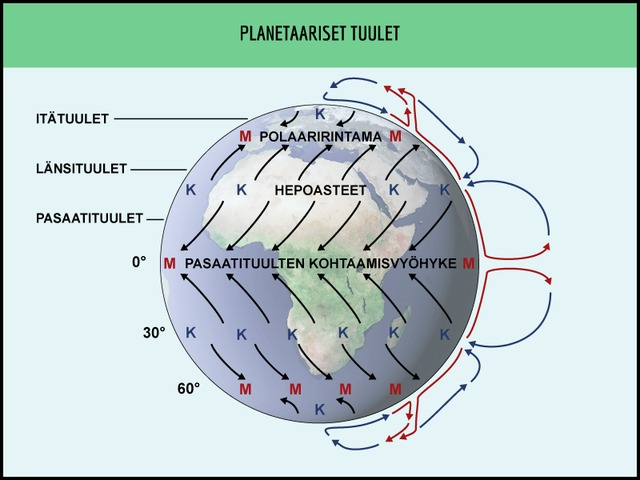 PLANETAARISET TUULET
K
ITÄTUULET
M POLAARIRINTAMA M
LÄNSITUULET
K K HEPOASTEET K K
PASAATITUULET
0° M PASAATITUULTEN KOHTAAMISVYÖHYKE M
30° K K K K K K
60° M M M M
K